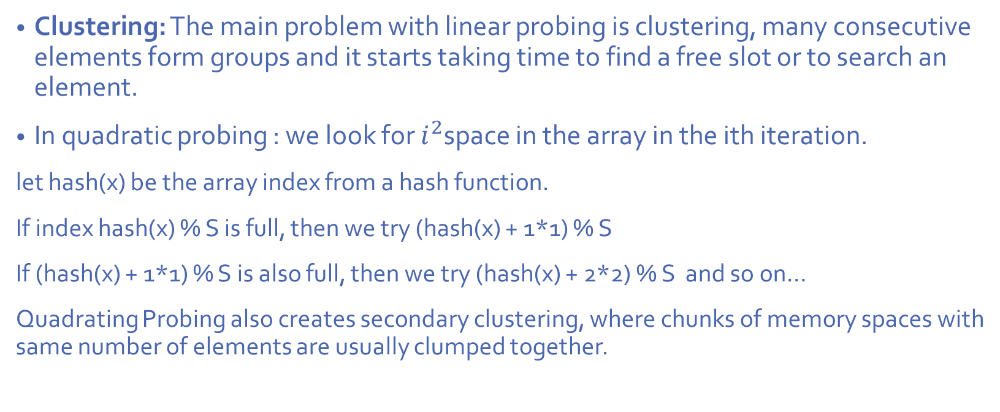 • Clustering: The main problem with linear probing is clustering, many consecutive
elements form groups and it starts taking time to find a free slot or to search an
element.
• In quadratic probing : we look for i² space in the array in the ith iteration.
let hash(x) be the array index from a hash function.
If index hash(x) % S is full, then we try (hash(x) + 1*1) % S
If (hash(x) + 1*1) % S is also full, then we try (hash(x) + 2*2) % S and so on...
Quadrating Probing also creates secondary clustering, where chunks of memory spaces with
same number of elements are usually clumped together.